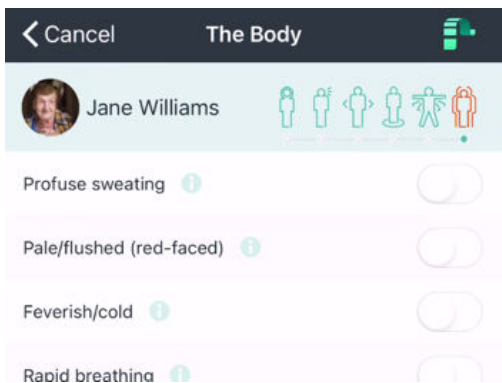 Cancel The Body
Jane Williams
Profuse sweating
Pale/flushed (red-faced)
Feverish/cold
Rapid breathing